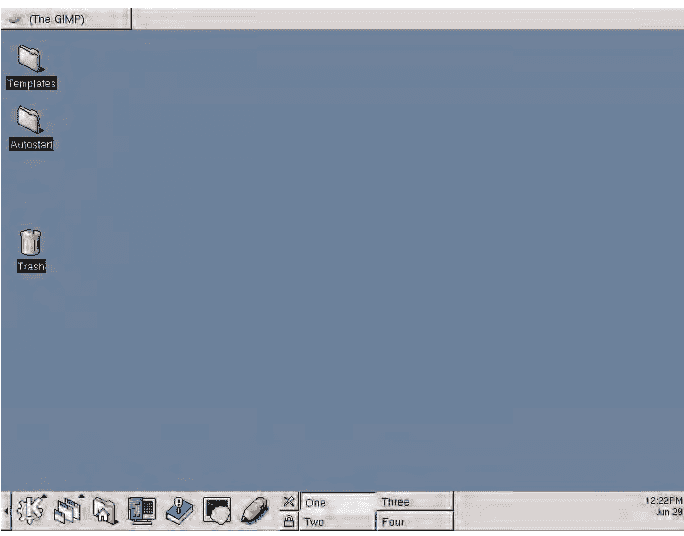 (The GIMP)
Templates
Autostart
Trash
One
Three
Two
Four
12:22PM
Jun 29